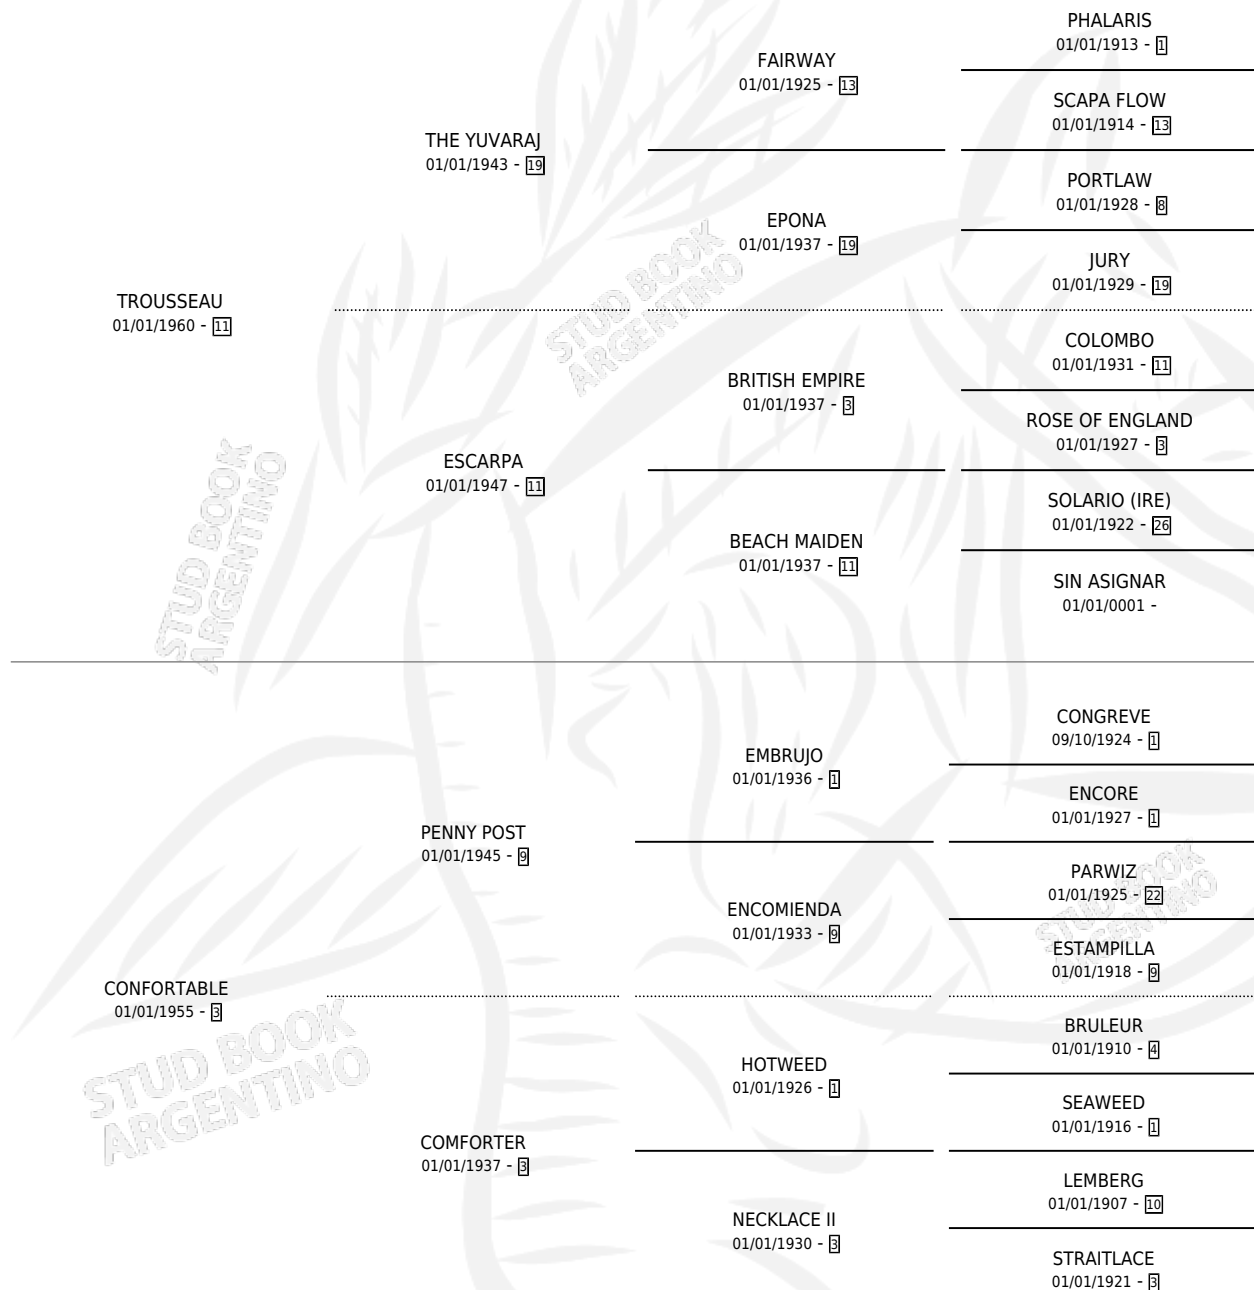 PHALARIS
01/01/1913 - 1
FAIRWAY
01/01/1925 - 13
SCAPA FLOW
01/01/1914 - 13
THE YUVARAJ
01/01/1943 - 19
PORTLAW
01/01/1928 - 8
EPONA
01/01/1937 - 19
JURY
01/01/1929 - 19
TROUSSEAU
01/01/1960 - 11
COLOMBO
01/01/1931 - 11
BRITISH EMPIRE
01/01/1937 - 3
ROSE OF ENGLAND
01/01/1927 - 3
ESCARPA
01/01/1947 - 11
SOLARIO (IRE)
01/01/1922 - 26
BEACH MAIDEN
01/01/1937 - 11
SIN ASIGNAR
01/01/0001 -
CONGREVE
09/10/1924 - 1
EMBRUJO
01/01/1936 - 1
ENCORE
01/01/1927 - 1
PENNY POST
01/01/1945 - 9
PARWIZ
01/01/1925 - 22
ENCOMIENDA
01/01/1933 - 9
ESTAMPILLA
01/01/1918 - 9
CONFORTABLE
01/01/1955 - 3
BRULEUR
01/01/1910 - 4
HOTWEED
01/01/1926 - 1
SEAWEED
01/01/1916 - 1
COMFORTER
01/01/1937 - 3
LEMBERG
01/01/1907 - 10
NECKLACE II
01/01/1930 - 3
STRAITLACE
01/01/1921 - 3
STUD BOOK
ARGENTINO
STUD BOOK
ARGENTINO
STUD BOOK
ARGENTINO
STUD BOOK
ARGENTINO